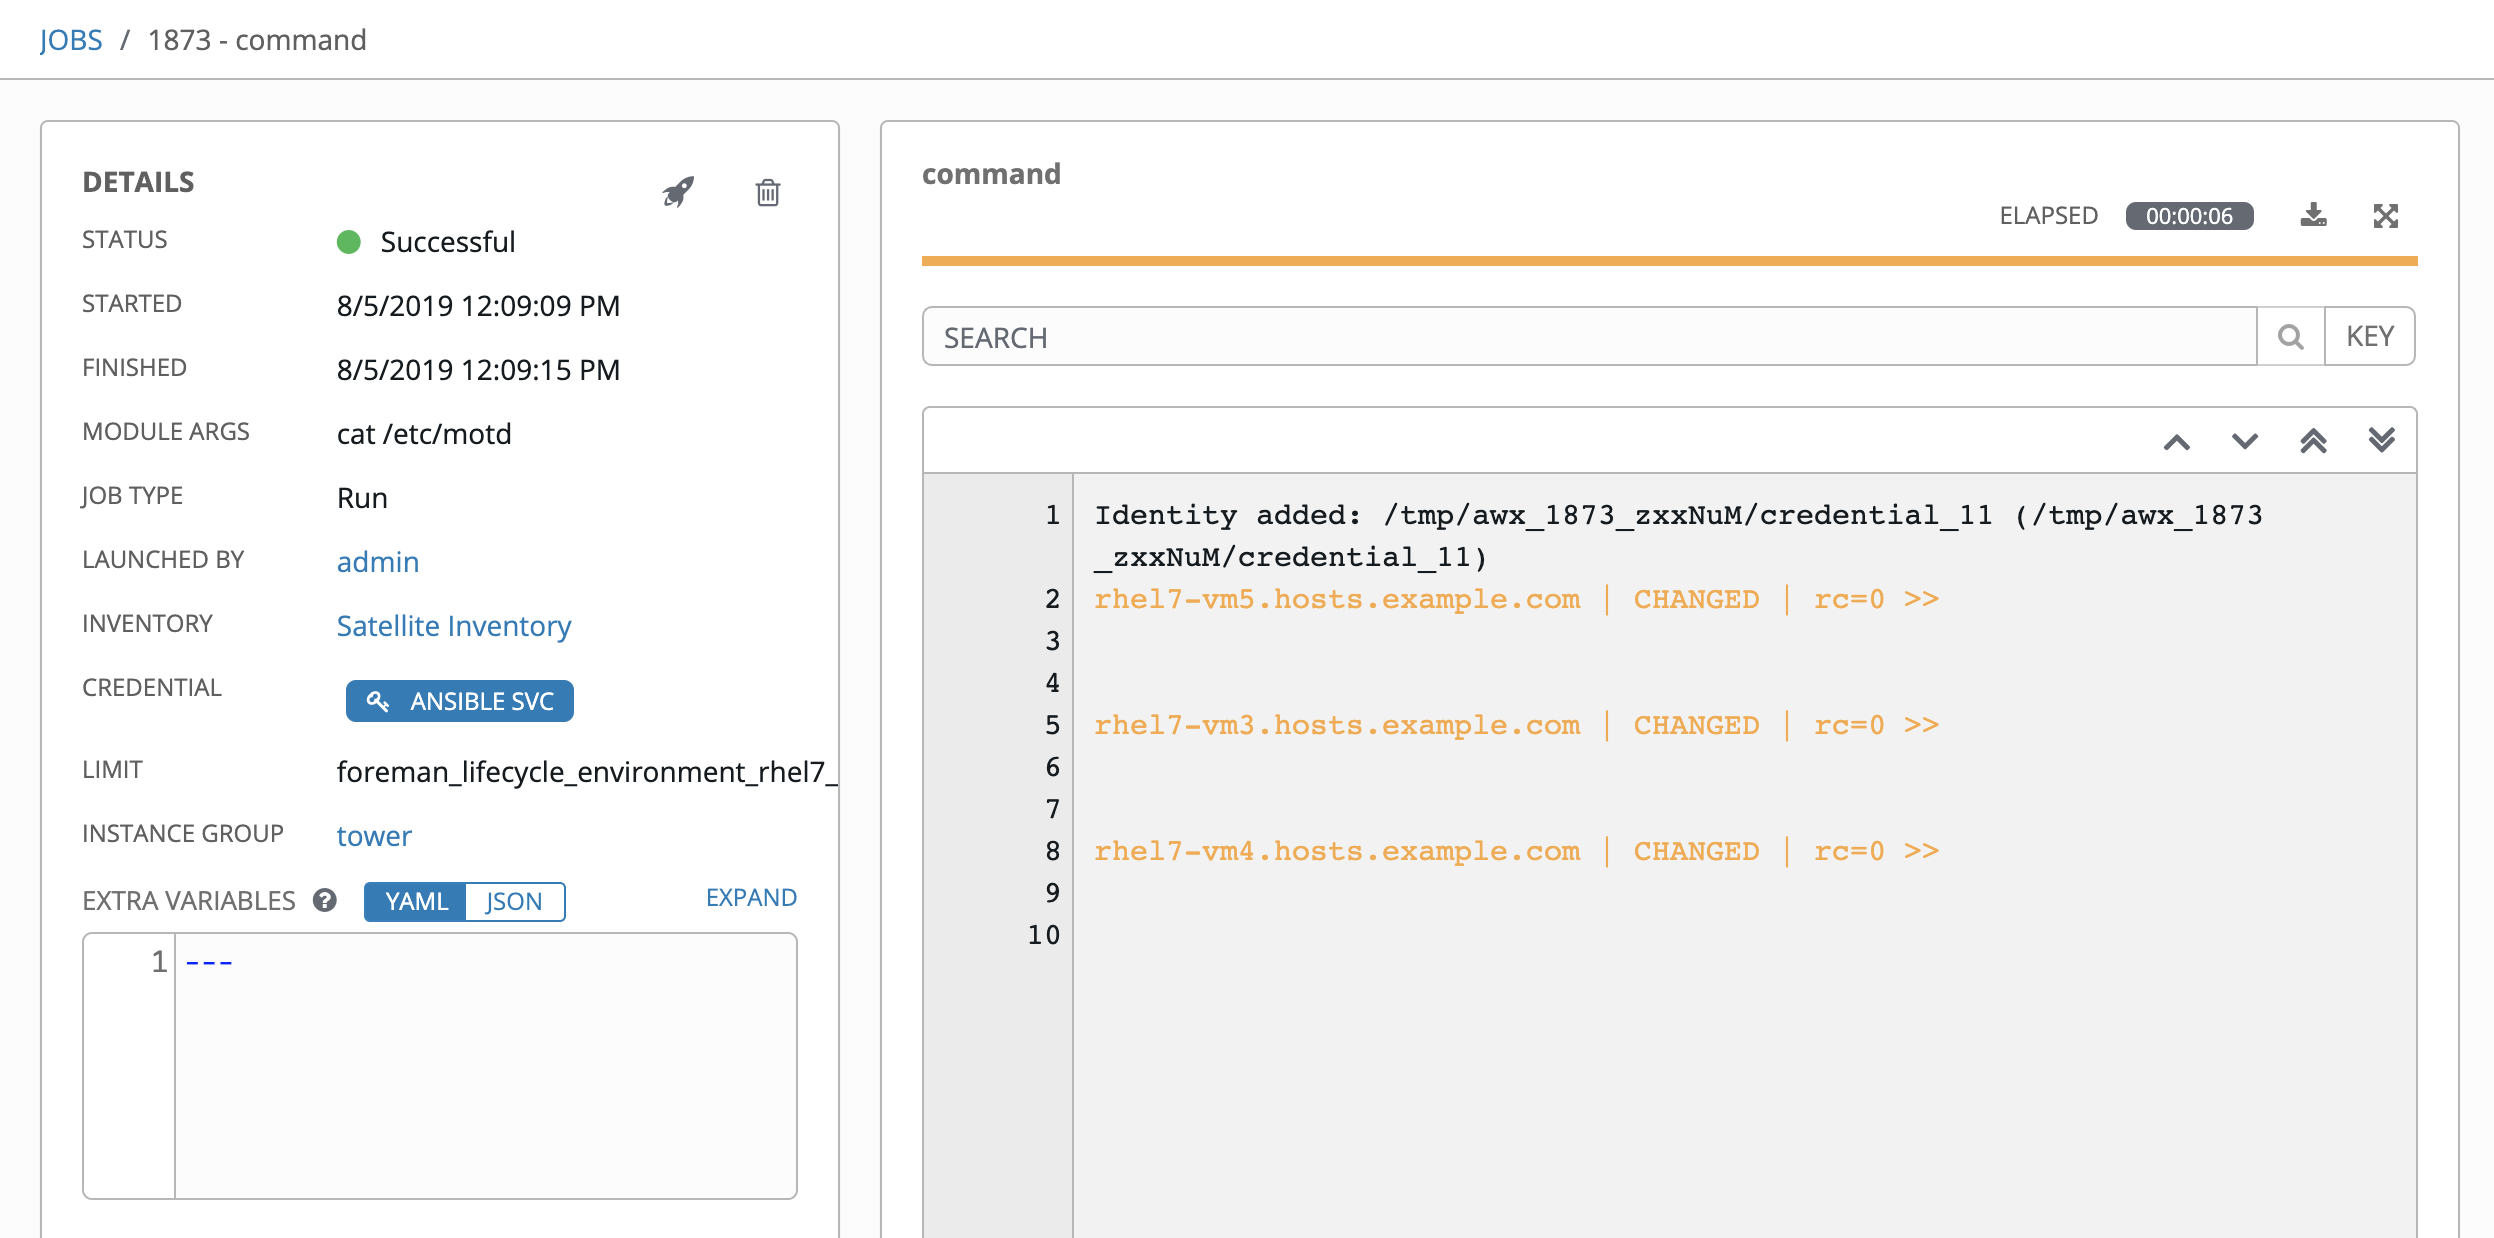 JOBS / 1873 - command
DETAILS
STATUS Successful
STARTED 8/5/2019 12:09:09 PM
FINISHED 8/5/2019 12:09:15 PM
MODULE ARGS cat /etc/motd
JOB TYPE Run
LAUNCHED BY admin
INVENTORY Satellite Inventory
CREDENTIAL ANSIBLE SVC
LIMIT foreman_lifecycle_environment_rhel7_
INSTANCE GROUP tower
EXTRA VARIABLES ? YAML JSON EXPAND
1 ---
command
ELAPSED 00:00:06
SEARCH KEY
1 Identity added: /tmp/awx_1873_zxxNuM/credential_11 (/tmp/awx_1873
_zxxNuM/credential_11)
2 rhel7-vm5.hosts.example.com | CHANGED | rc=0 >>
3
4
5 rhel7-vm3.hosts.example.com | CHANGED | rc=0 >>
6
7
8 rhel7-vm4.hosts.example.com | CHANGED | rc=0 >>
9
10